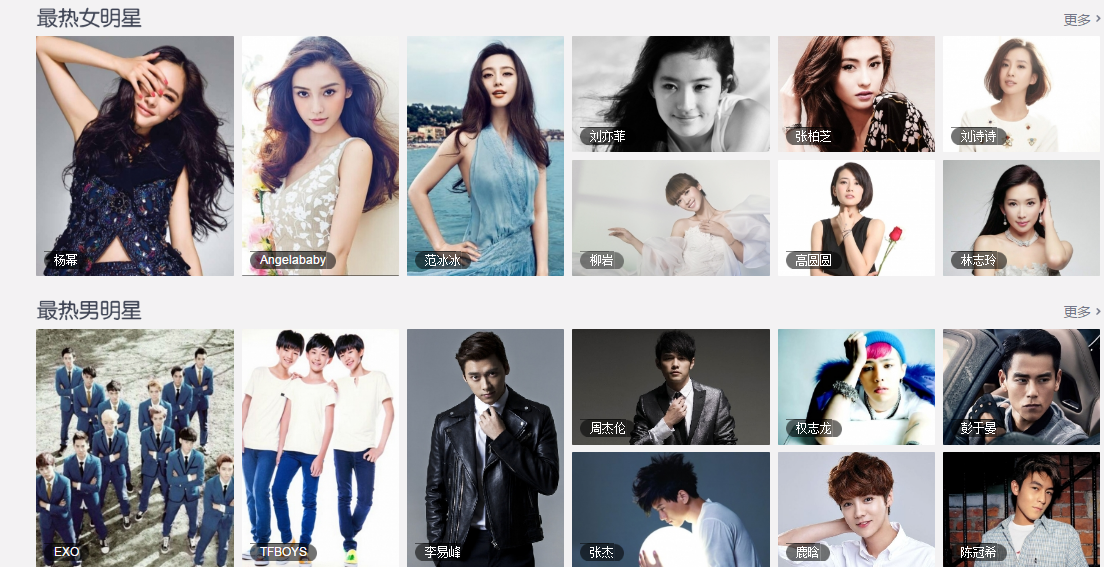 最热女明星
更多 ›
杨幂
Angelababy
范冰冰
刘亦菲
张柏芝
刘诗诗
柳岩
高圆圆
林志玲
最热男明星
更多 ›
EXO
TFBOYS
李易峰
周杰伦
权志龙
彭于晏
张杰
鹿晗
陈冠希